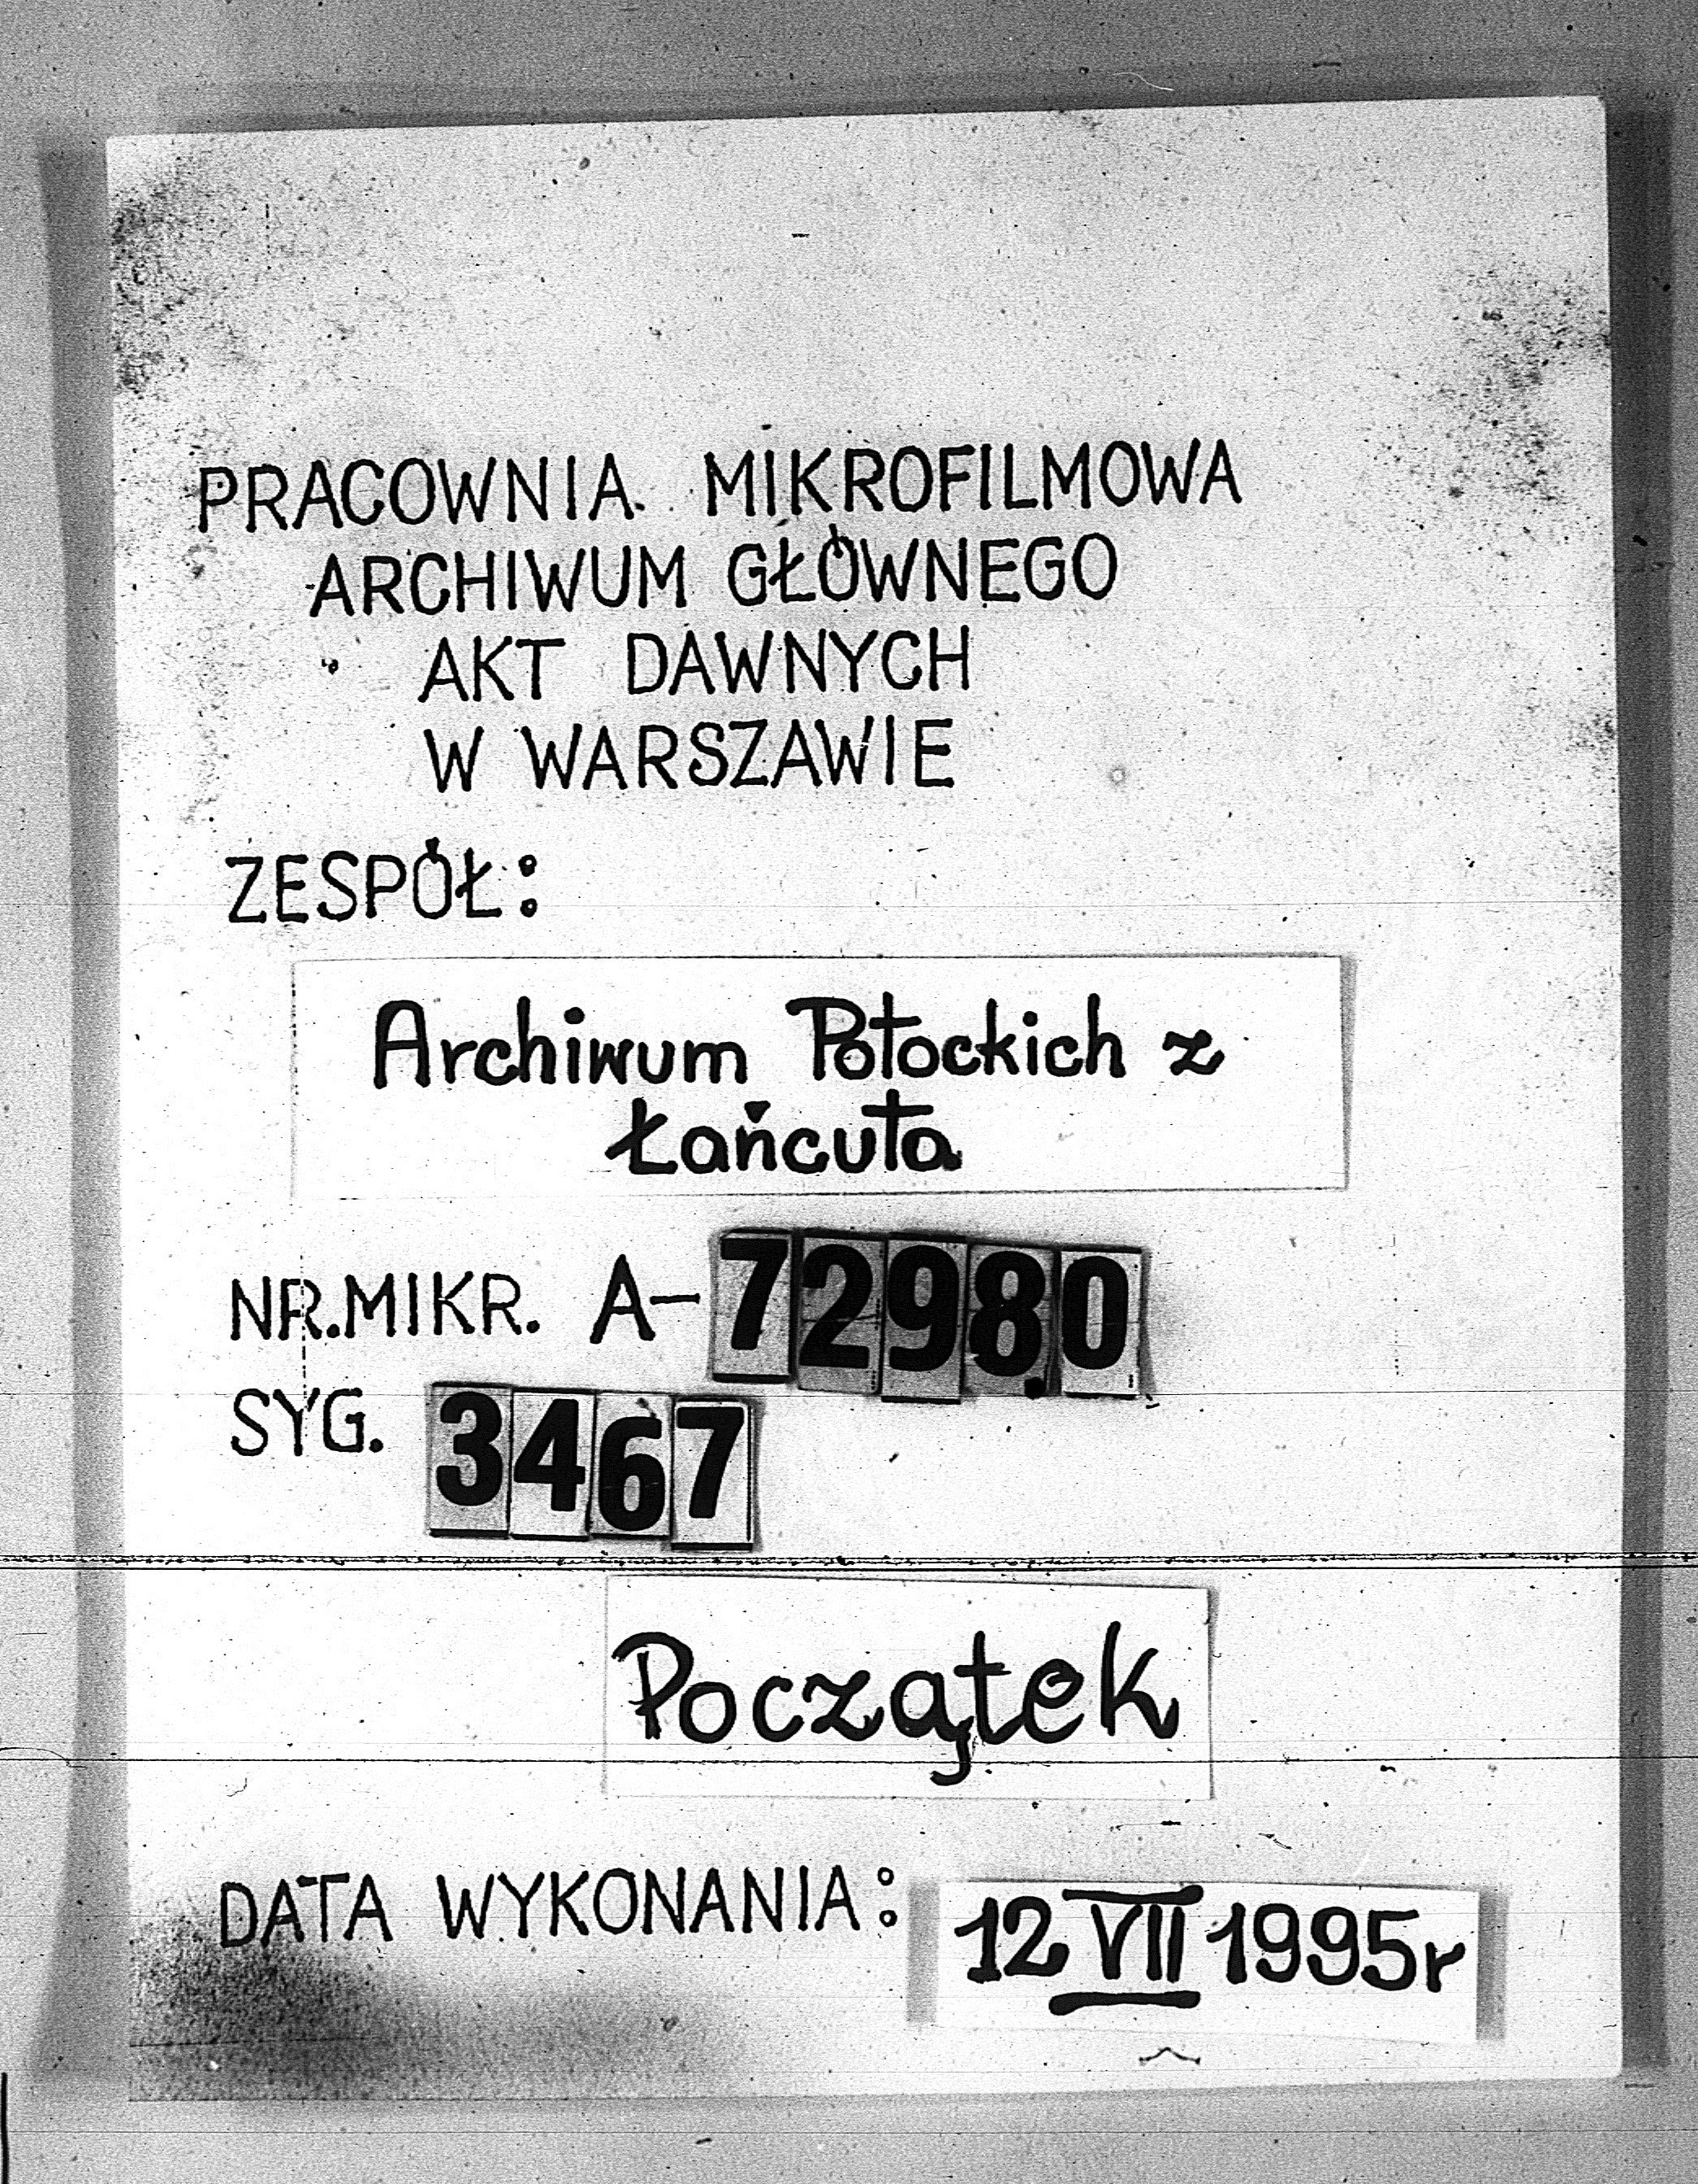 PRACOWNIA MIKROFILMOWA
ARCHIWUM GŁÓWNEGO
AKT DAWNYCH
W WARSZAWIE
ZESPÓŁ:
Archiwum Potockich z
Łańcuta
NR.MIKR. A-72980
SYG. 3467
Początek
DATA WYKONANIA: 12 VII 1995r